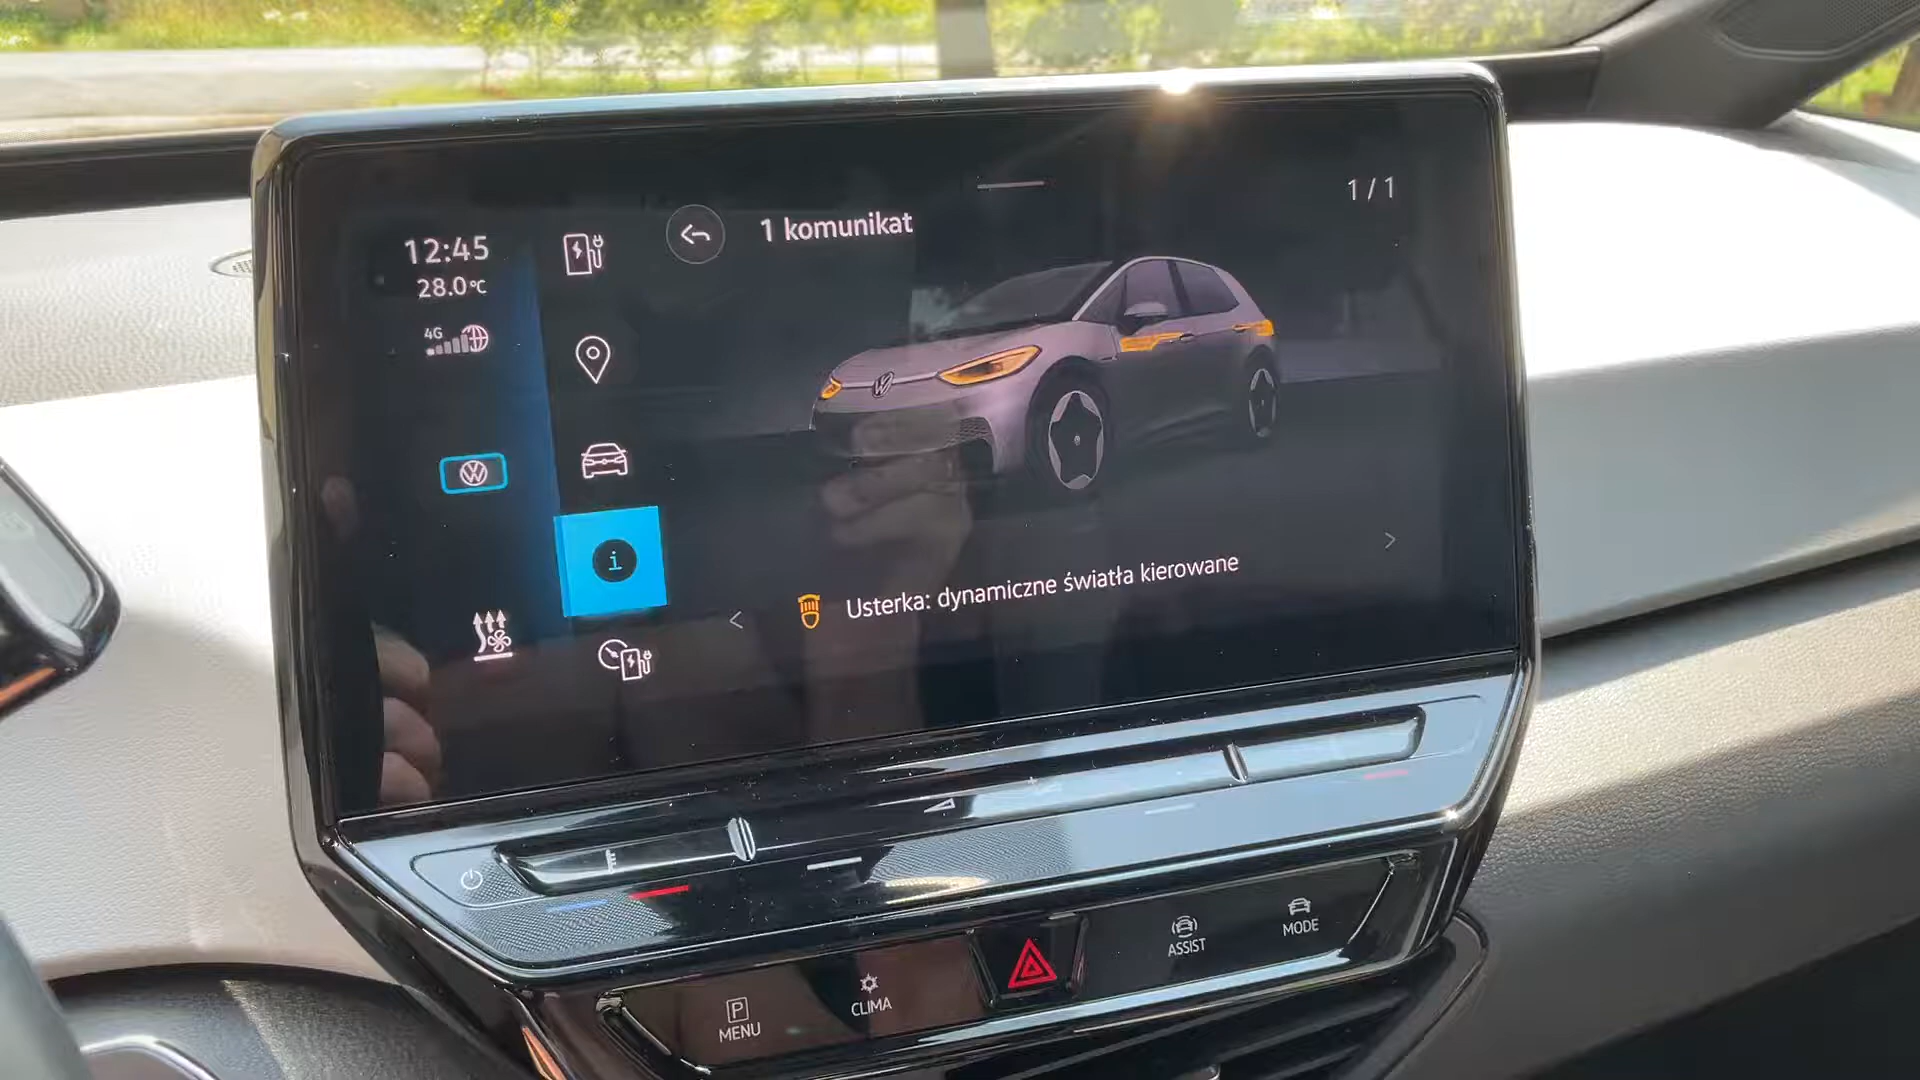 12:45
28.0°C
4G
1 komunikat
1 / 1
Usterka: dynamiczne światła kierowane
P
MENU
CLIMA
ASSIST
MODE